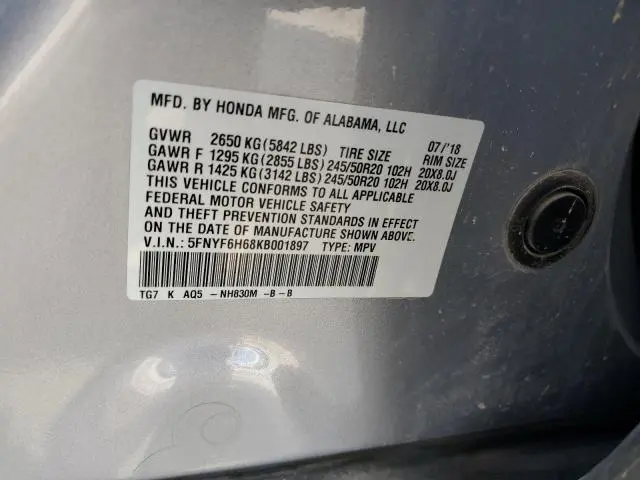 MFD. BY HONDA MFG. OF ALABAMA, LLC
GVWR 2650 KG (5842 LBS) TIRE SIZE 07/'18 RIM SIZE
GAWR F 1295 KG (2855 LBS) 245/50R20 102H 20X8.0J
GAWR R 1425 KG (3142 LBS) 245/50R20 102H 20X8.0J
THIS VEHICLE CONFORMS TO ALL APPLICABLE
FEDERAL MOTOR VEHICLE SAFETY
AND THEFT PREVENTION STANDARDS IN EFFECT
ON THE DATE OF MANUFACTURE SHOWN ABOVE.
V.I.N.: 5FNYF6H68KB001897 TYPE: MPV
TG7 K AQ5 -NH830M -B-B